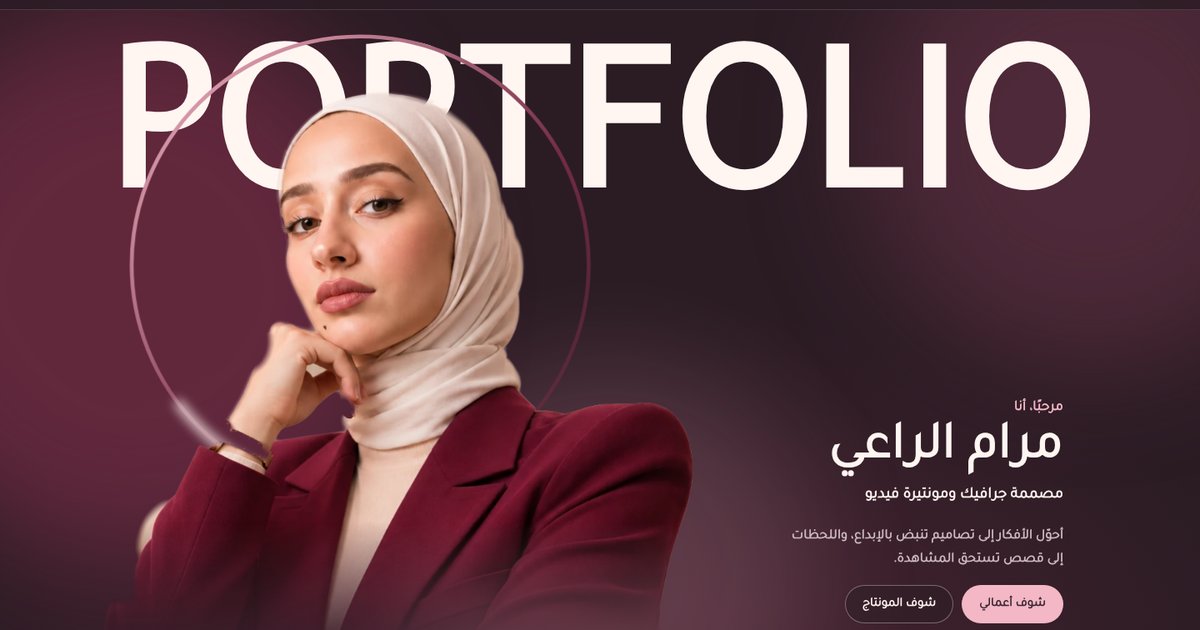 PORTFOLIO
مرحبًا، أنا
مرام الراعي
مصممة جرافيك ومونتيرة فيديو
أحوّل الأفكار إلى تصاميم تنبض بالإبداع، واللحظات
إلى قصص تستحق المشاهدة.
شوف أعمالي
شوف المونتاج